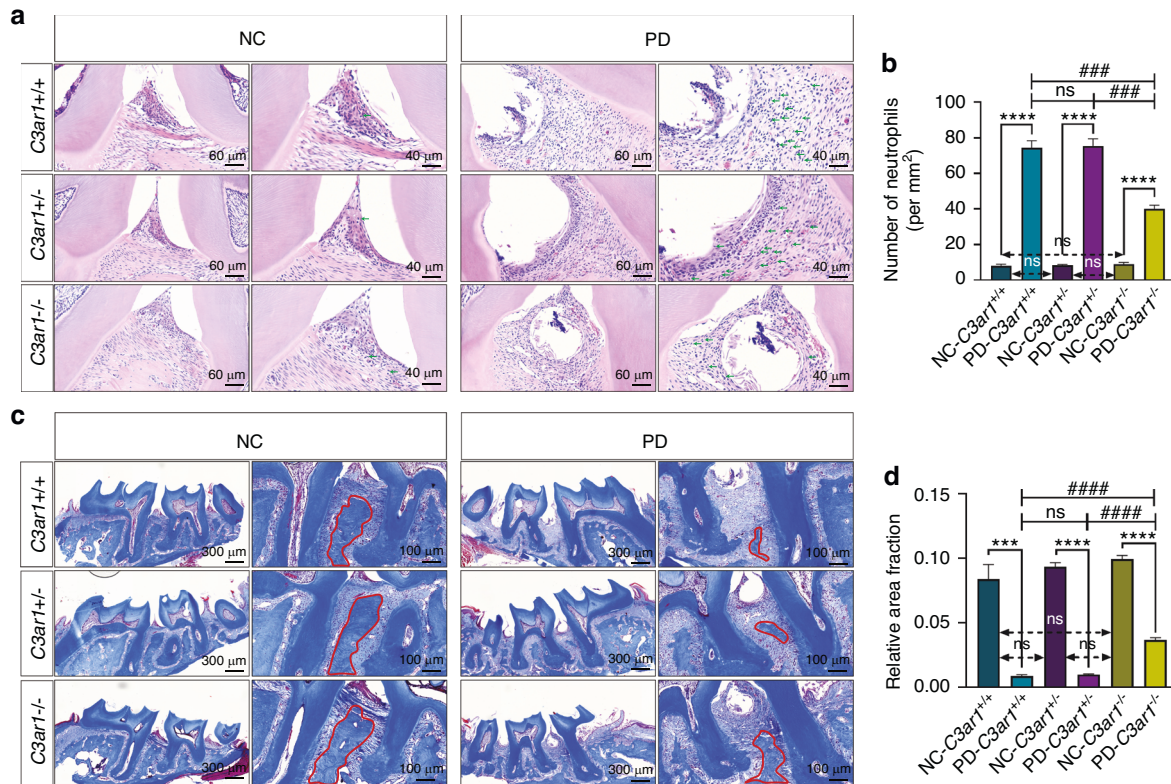 a
NC
PD
C3ar1+/+
60 μm
40 μm
60 μm
40 μm
C3ar1+/-
60 μm
40 μm
60 μm
40 μm
C3ar1-/-
60 μm
40 μm
60 μm
40 μm
b
###
ns
###
****
****
****
ns
ns
ns
Number of neutrophils
(per mm²)
100
80
60
40
20
0
NC-C3ar1+/+
PD-C3ar1+/+
NC-C3ar1+/-
PD-C3ar1+/-
NC-C3ar1-/-
PD-C3ar1-/-
c
NC
PD
C3ar1+/+
300 μm
100 μm
300 μm
100 μm
C3ar1+/-
300 μm
100 μm
300 μm
100 μm
C3ar1-/-
300 μm
100 μm
300 μm
100 μm
d
####
ns
####
***
****
****
ns
ns
ns
Relative area fraction
0.15
0.10
0.05
0.00
NC-C3ar1+/+
PD-C3ar1+/+
NC-C3ar1+/-
PD-C3ar1+/-
NC-C3ar1-/-
PD-C3ar1-/-